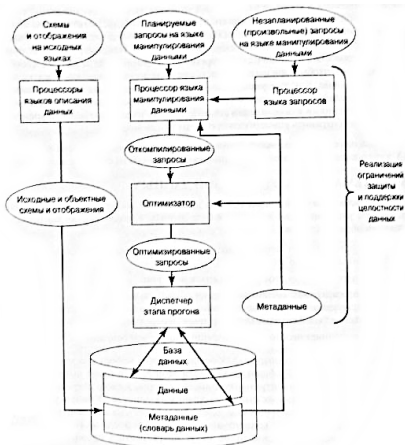 Схемы
и отображения
на исходных
языках
Планируемые
запросы на языке
манипулирования
данными
Незапланированные
(произвольные) запросы
на языке манипулирования
данными
Процессоры
языков описания
данных
Процессор языка
манипулирования
данными
Процессор
языка запросов
Откомпилированные
запросы
Реализация
ограничений
защиты
и поддержки
целостности
данных
Исходные и объектные
схемы и отображения
Оптимизатор
Оптимизированные
запросы
Диспетчер
этапа прогона
Метаданные
База
данных
Данные
Метаданные
(словарь данных)